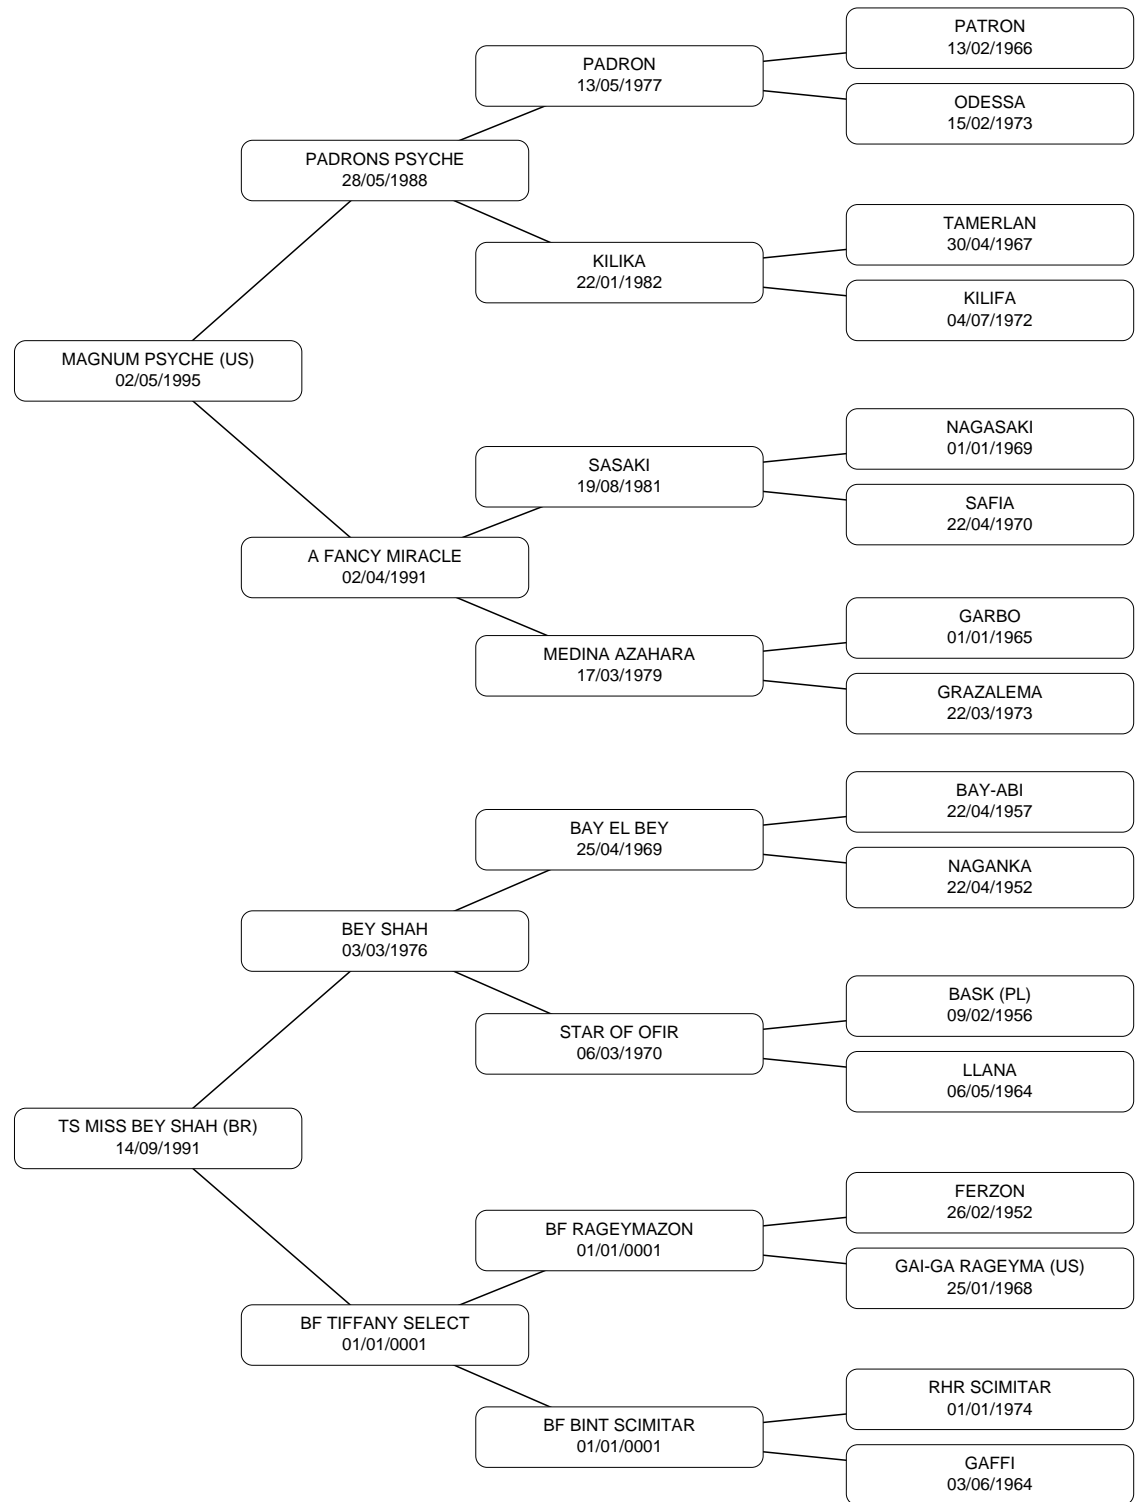 PATRON
13/02/1966
PADRON
13/05/1977
ODESSA
15/02/1973
PADRONS PSYCHE
28/05/1988
TAMERLAN
30/04/1967
KILIKA
22/01/1982
KILIFA
04/07/1972
MAGNUM PSYCHE (US)
02/05/1995
NAGASAKI
01/01/1969
SASAKI
19/08/1981
SAFIA
22/04/1970
A FANCY MIRACLE
02/04/1991
GARBO
01/01/1965
MEDINA AZAHARA
17/03/1979
GRAZALEMA
22/03/1973
BAY-ABI
22/04/1957
BAY EL BEY
25/04/1969
NAGANKA
22/04/1952
BEY SHAH
03/03/1976
BASK (PL)
09/02/1956
STAR OF OFIR
06/03/1970
LLANA
06/05/1964
TS MISS BEY SHAH (BR)
14/09/1991
FERZON
26/02/1952
BF RAGEYMAZON
01/01/0001
GAI-GA RAGEYMA (US)
25/01/1968
BF TIFFANY SELECT
01/01/0001
RHR SCIMITAR
01/01/1974
BF BINT SCIMITAR
01/01/0001
GAFFI
03/06/1964